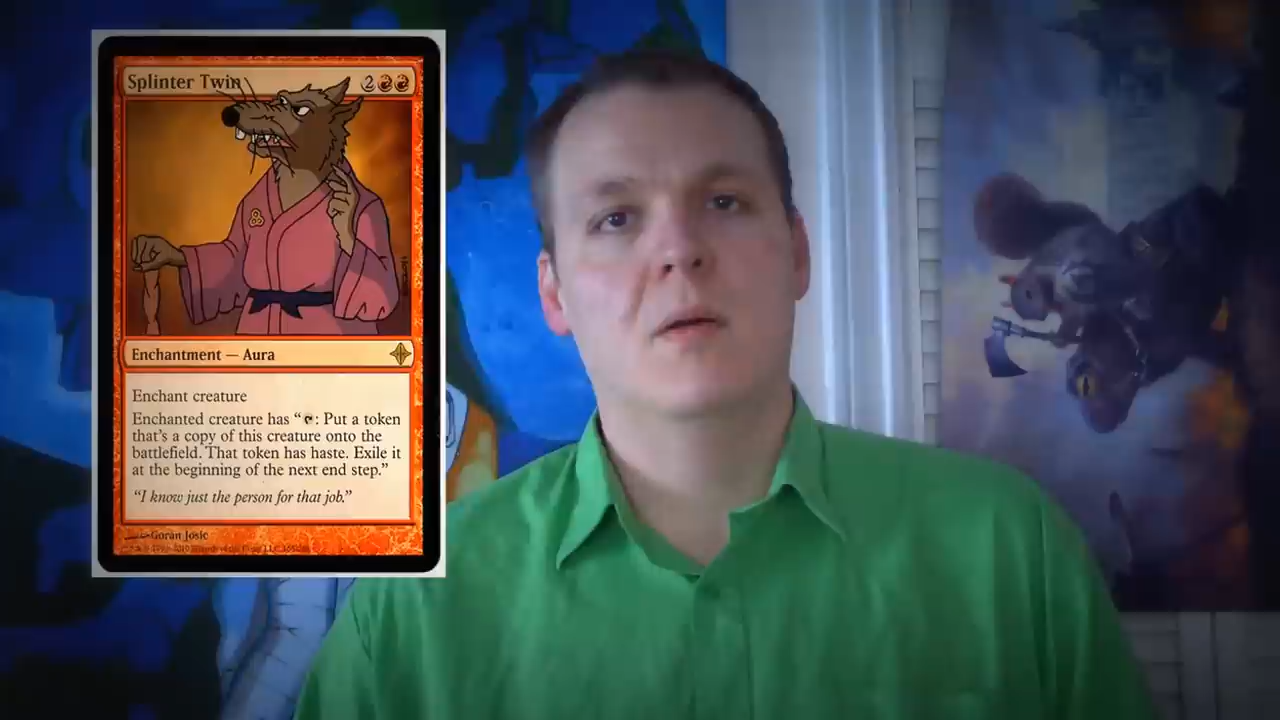 Splinter Twin 2
Enchantment — Aura
Enchant creature
Enchanted creature has “: Put a token
that’s a copy of this creature onto the
battlefield. That token has haste. Exile it
at the beginning of the next end step.”
“I know just the person for that job.”
Goran Josic